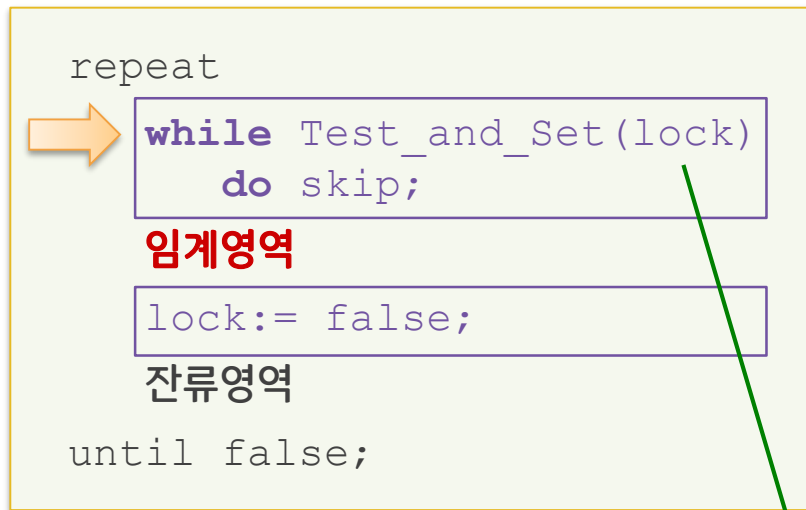 repeat
while Test_and_Set(lock)
do skip;
임계영역
lock:= false;
잔류영역
until false;